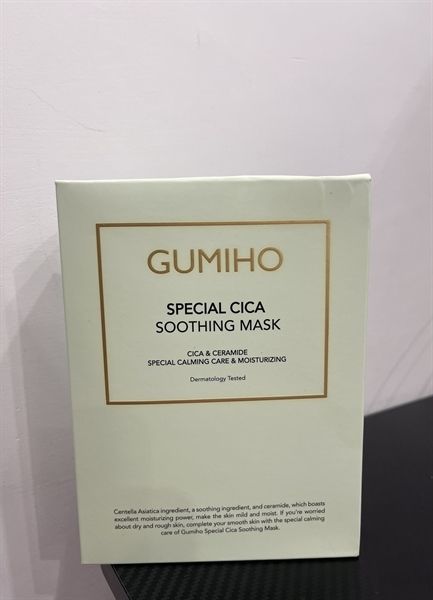 GUMIHO
SPECIAL CICA
SOOTHING MASK
CICA & CERAMIDE
SPECIAL CALMING CARE & MOISTURIZING
Dermatology Tested
Centella Asiatica ingredient, a soothing ingredient, and ceramide, which boasts
excellent moisturizing power, make the skin mild and moist. If you're worried
about dry and rough skin, complete your smooth skin with the special calming
care of Gumiho Special Cica Soothing Mask.